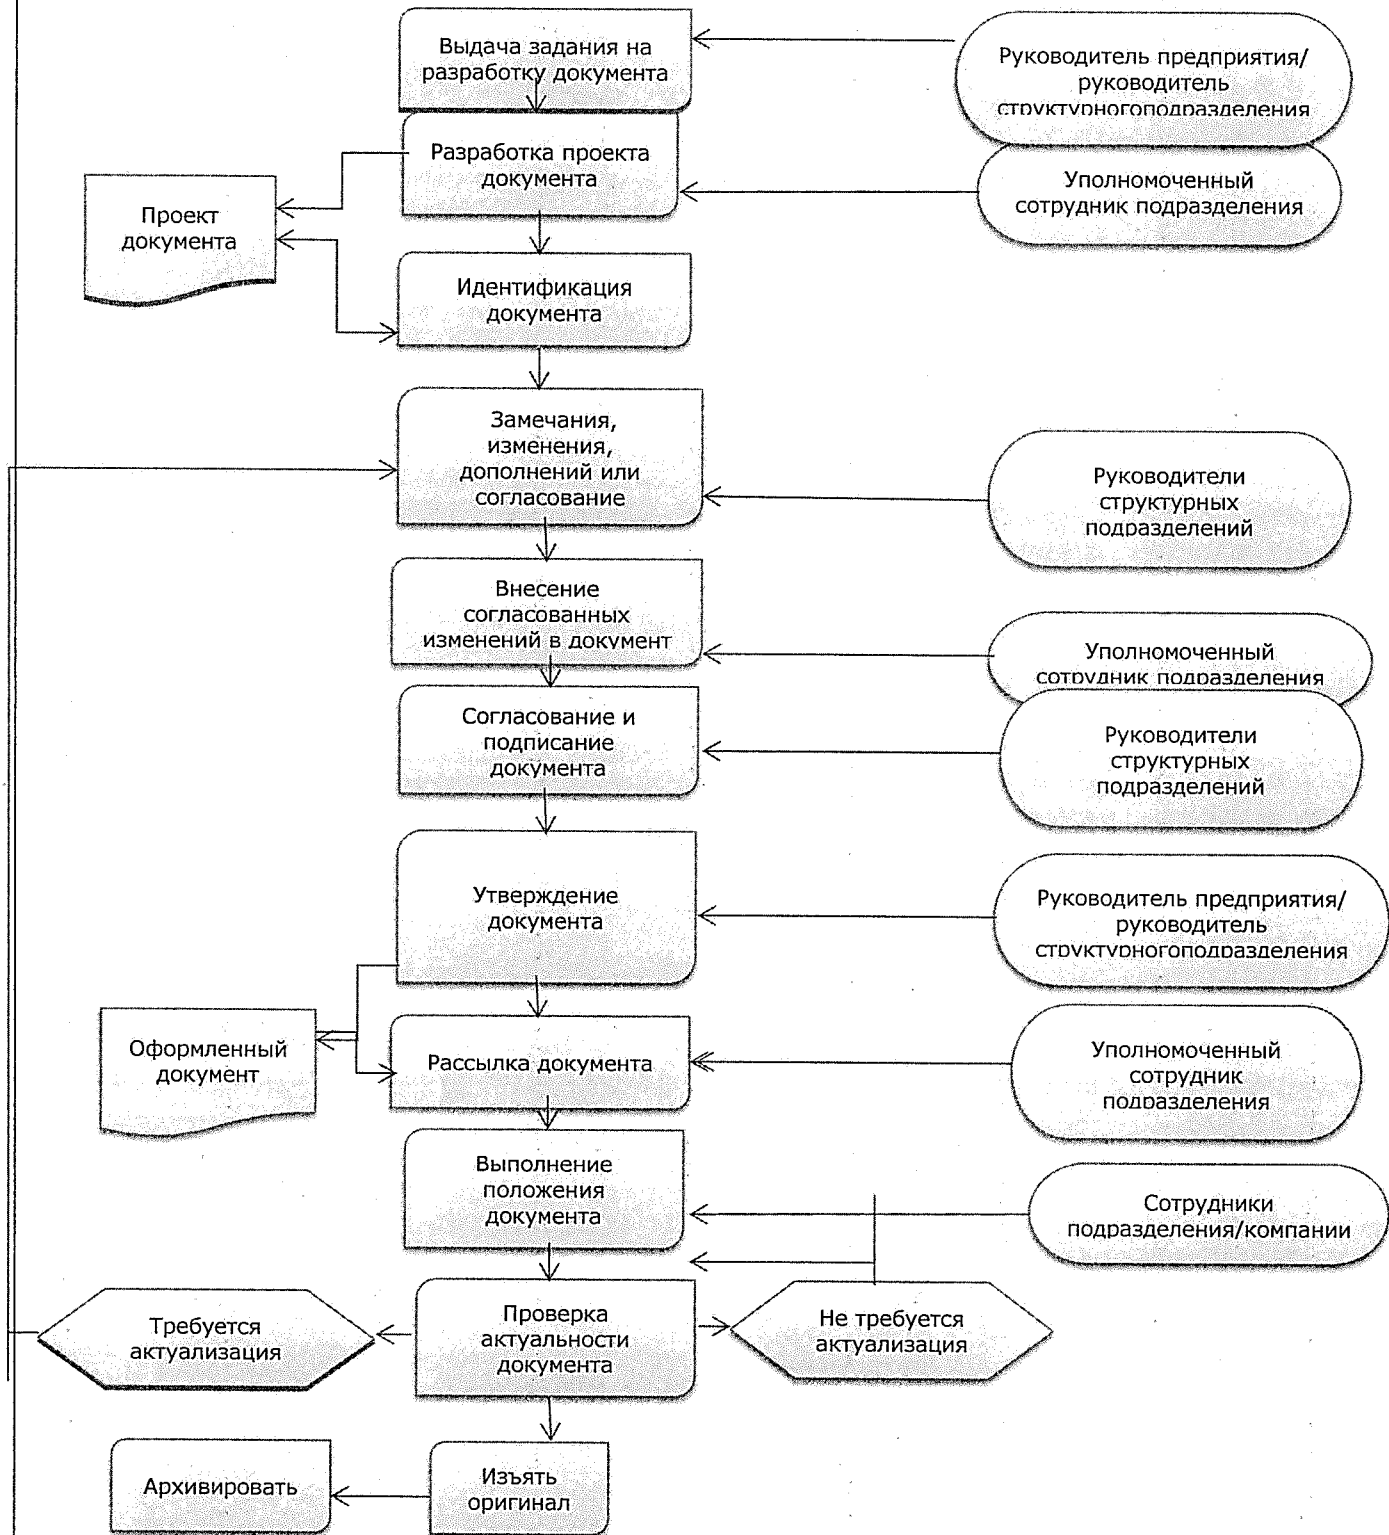 Выдача задания на
разработку документа
Руководитель предприятия/
руководитель
структурногоподразделения
Разработка проекта
документа
Уполномоченный
сотрудник подразделения
Проект
документа
Идентификация
документа
Замечания,
изменения,
дополнений или
согласование
Руководители
структурных
подразделений
Внесение
согласованных
изменений в документ
Уполномоченный
сотрудник подразделения
Согласование и
подписание
документа
Руководители
структурных
подразделений
Утверждение
документа
Руководитель предприятия/
руководитель
структурногоподразделения
Оформленный
документ
Рассылка документа
Уполномоченный
сотрудник
подразделения
Выполнение
положения
документа
Сотрудники
подразделения/компании
Требуется
актуализация
Проверка
актуальности
документа
Не требуется
актуализация
Архивировать
Изъять
оригинал